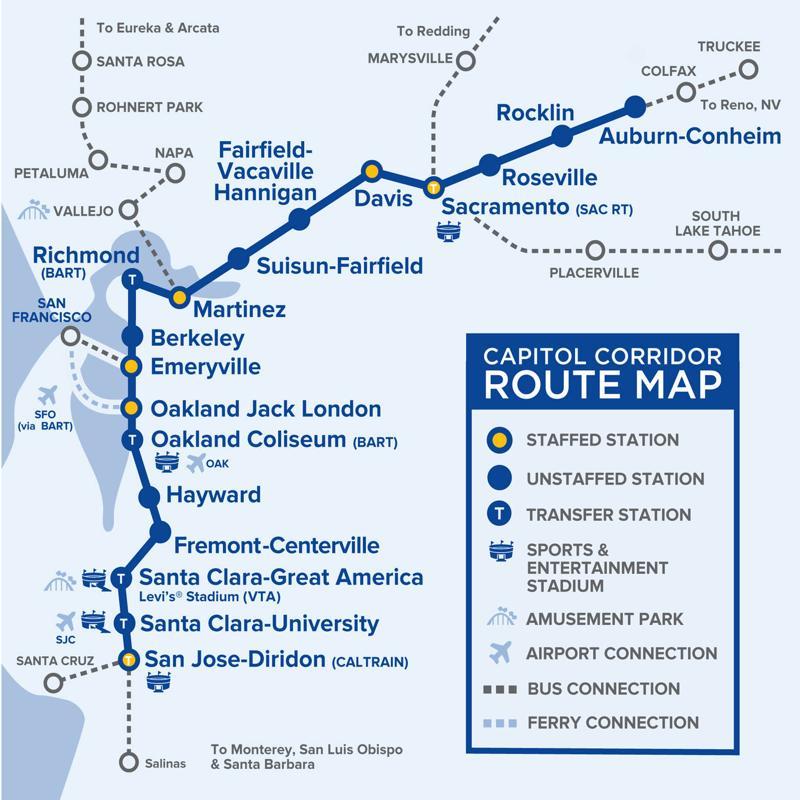 To Eureka & Arcata
SANTA ROSA
ROHNERT PARK
PETALUMA
NAPA
VALLEJO
To Redding
MARYSVILLE
TRUCKEE
COLFAX
To Reno, NV
Rocklin
Auburn-Conheim
Roseville
Fairfield-
Vacaville
Hannigan
Davis
Sacramento (SAC RT)
T
SOUTH
LAKE TAHOE
PLACERVILLE
Suisun-Fairfield
Richmond
(BART)
T
Martinez
SAN
FRANCISCO
Berkeley
Emeryville
SFO
(via BART)
Oakland Jack London
T
Oakland Coliseum (BART)
OAK
Hayward
Fremont-Centerville
T
Santa Clara-Great America
Levi's® Stadium (VTA)
T
Santa Clara-University
SJC
SANTA CRUZ
T
San Jose-Diridon (CALTRAIN)
Salinas
To Monterey, San Luis Obispo
& Santa Barbara
CAPITOL CORRIDOR
ROUTE MAP
STAFFED STATION
UNSTAFFED STATION
T
TRANSFER STATION
SPORTS &
ENTERTAINMENT
STADIUM
AMUSEMENT PARK
AIRPORT CONNECTION
BUS CONNECTION
FERRY CONNECTION